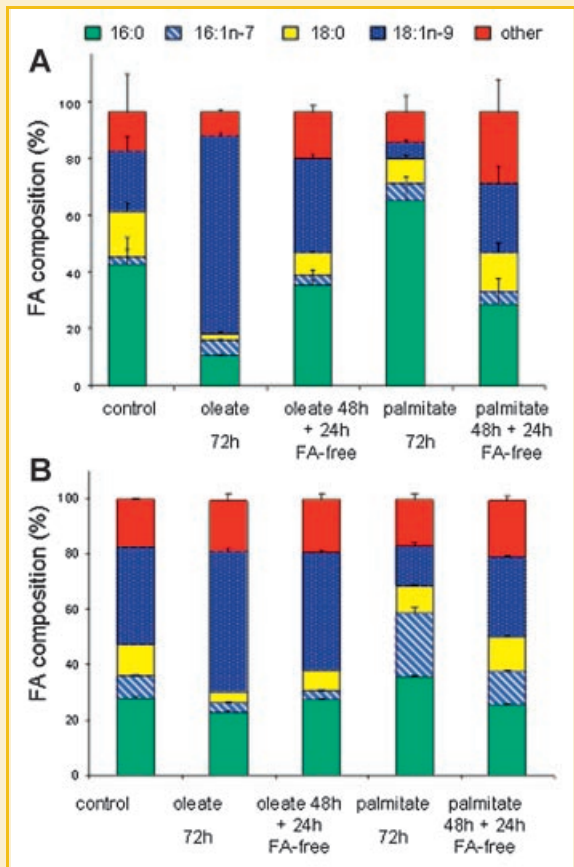 16:0 16:1n-7 18:0 18:1n-9 other
A
FA composition (%)
100
80
60
40
20
0
control oleate oleate 48h palmitate palmitate
72h + 24h 72h 48h + 24h
FA-free FA-free
B
FA composition (%)
100
80
60
40
20
0
control oleate oleate 48h palmitate palmitate
72h + 24h 72h 48h + 24h
FA-free FA-free